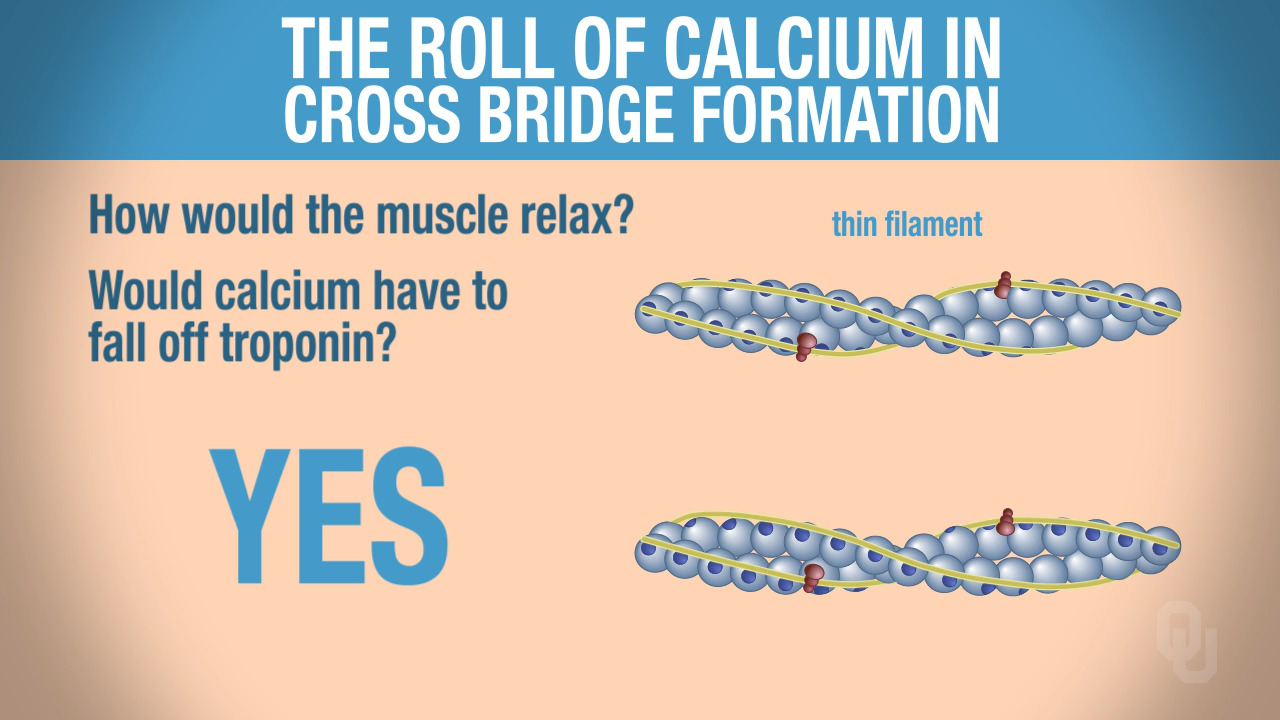 THE ROLL OF CALCIUM IN
CROSS BRIDGE FORMATION
How would the muscle relax?
thin filament
Would calcium have to
fall off troponin?
YES
OU